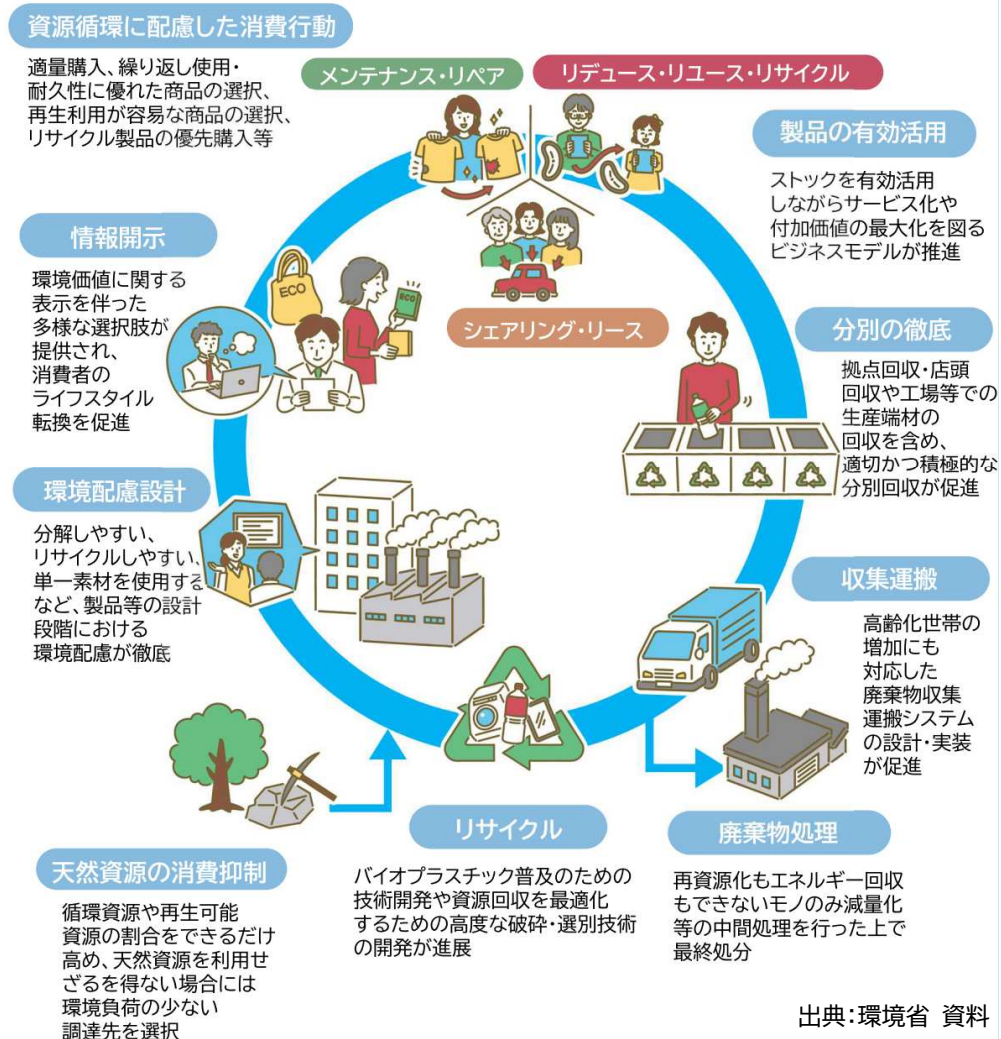 資源循環に配慮した消費行動
適量購入、繰り返し使用・
耐久性に優れた商品の選択、
再生利用が容易な商品の選択、
リサイクル製品の優先購入等
メンテナンス・リペア
リデュース・リユース・リサイクル
製品の有効活用
ストックを有効活用
しながらサービス化や
付加価値の最大化を図る
ビジネスモデルが推進
情報開示
環境価値に関する
表示を伴った
多様な選択肢が
提供され、
消費者の
ライフスタイル
転換を促進
ECO
ECO
シェアリング・リース
分別の徹底
拠点回収・店頭
回収や工場等での
生産端材の
回収を含め、
適切かつ積極的な
分別回収が促進
環境配慮設計
分解しやすい、
リサイクルしやすい、
単一素材を使用する
など、製品等の設計
段階における
環境配慮が徹底
収集運搬
高齢化世帯の
増加にも
対応した
廃棄物収集
運搬システム
の設計・実装
が促進
天然資源の消費抑制
循環資源や再生可能
資源の割合をできるだけ
高め、天然資源を利用せ
ざるを得ない場合には
環境負荷の少ない
調達先を選択
リサイクル
バイオプラスチック普及のための
技術開発や資源回収を最適化
するための高度な破砕・選別技術
の開発が進展
廃棄物処理
再資源化もエネルギー回収
もできないモノのみ減量化
等の中間処理を行った上で
最終処分
出典：環境省 資料